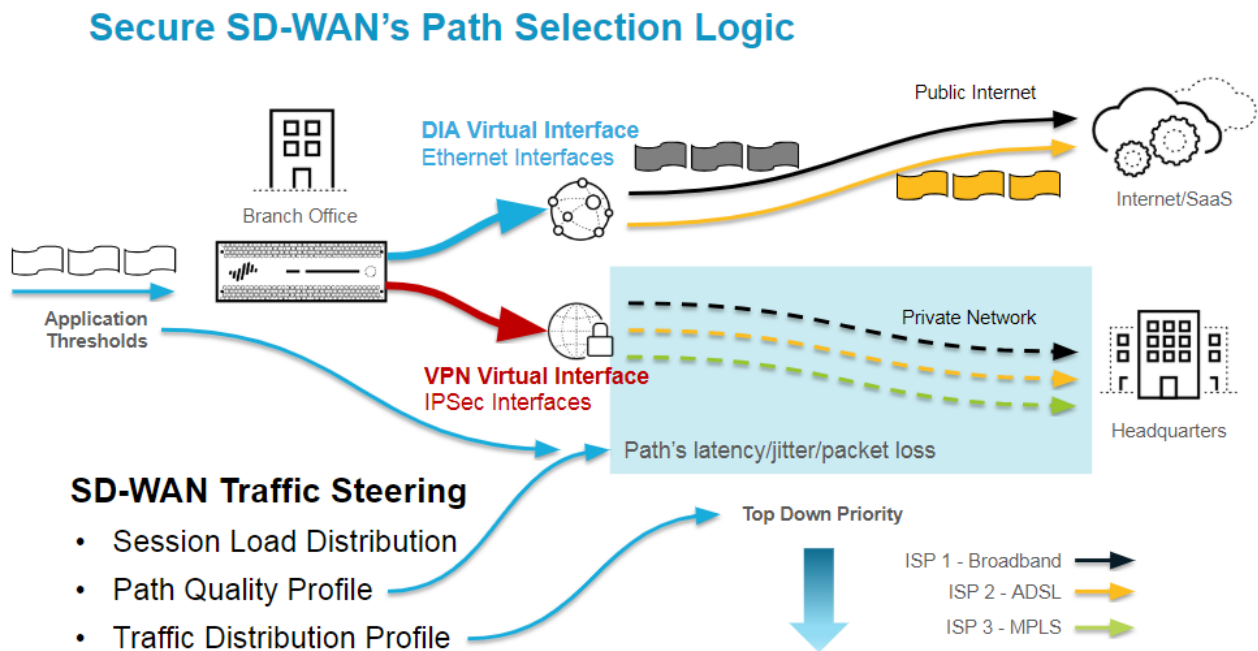 Secure SD-WAN's Path Selection Logic
Public Internet
DIA Virtual Interface
Ethernet Interfaces
Branch Office
Internet/SaaS
Application
Thresholds
Private Network
VPN Virtual Interface
IPSec Interfaces
Headquarters
Path's latency/jitter/packet loss
SD-WAN Traffic Steering
• Session Load Distribution
• Path Quality Profile
• Traffic Distribution Profile
Top Down Priority
ISP 1 - Broadband
ISP 2 - ADSL
ISP 3 - MPLS